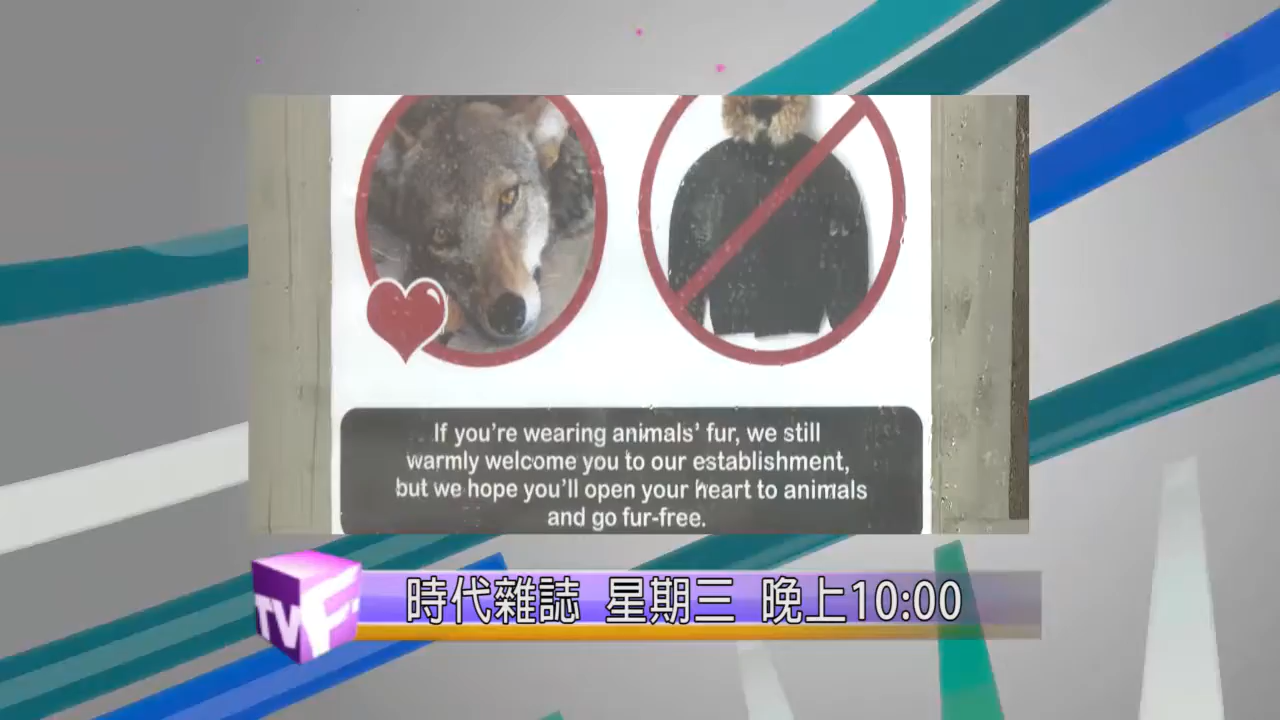 If you're wearing animals' fur, we still
warmly welcome you to our establishment,
but we hope you'll open your heart to animals
and go fur-free.
TVF
時代雜誌 星期三 晚上10:00